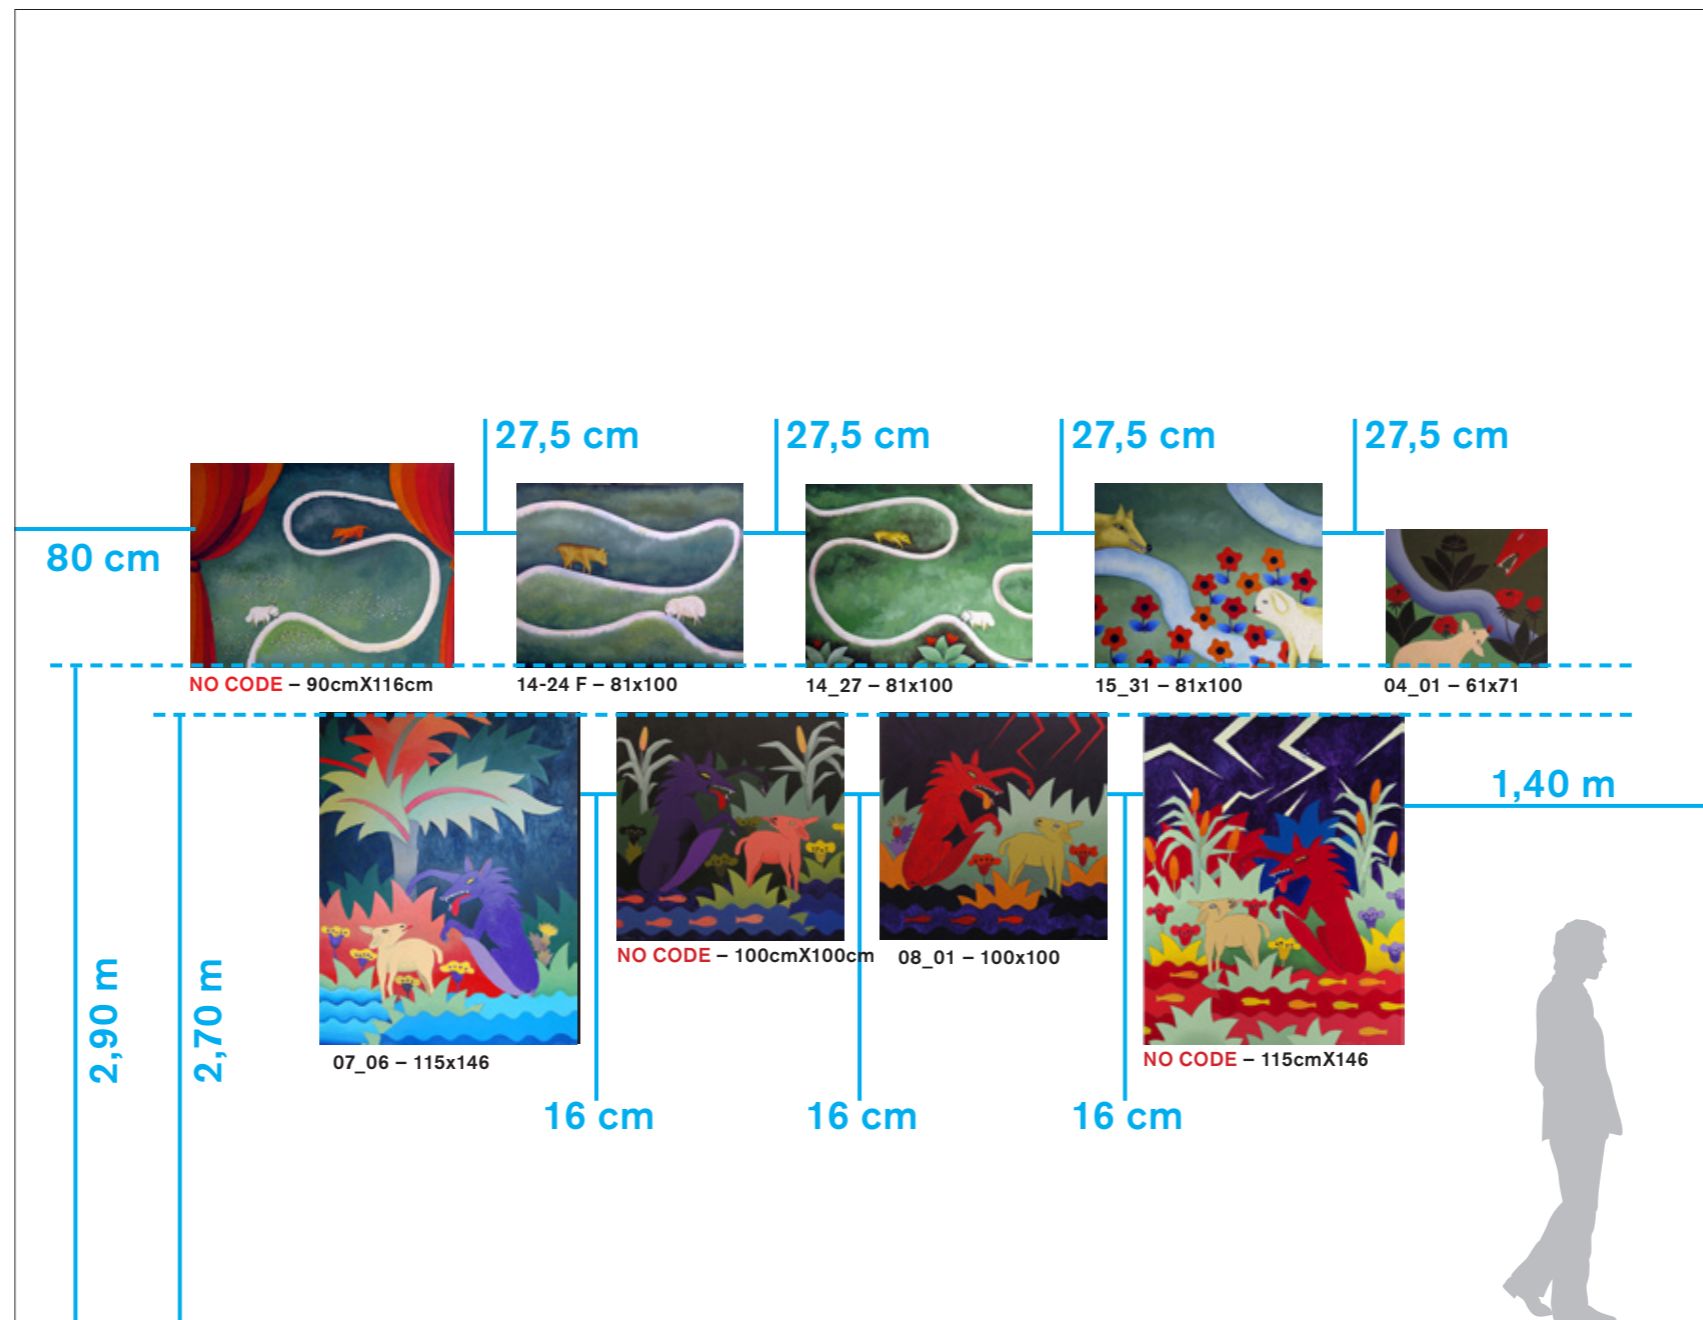 27,5 cm
27,5 cm
27,5 cm
27,5 cm
80 cm
NO CODE – 90cmX116cm
14-24 F – 81x100
14_27 – 81x100
15_31 – 81x100
04_01 – 61x71
1,40 m
2,90 m
2,70 m
NO CODE – 100cmX100cm
08_01 – 100x100
07_06 – 115x146
NO CODE – 115cmX146
16 cm
16 cm
16 cm